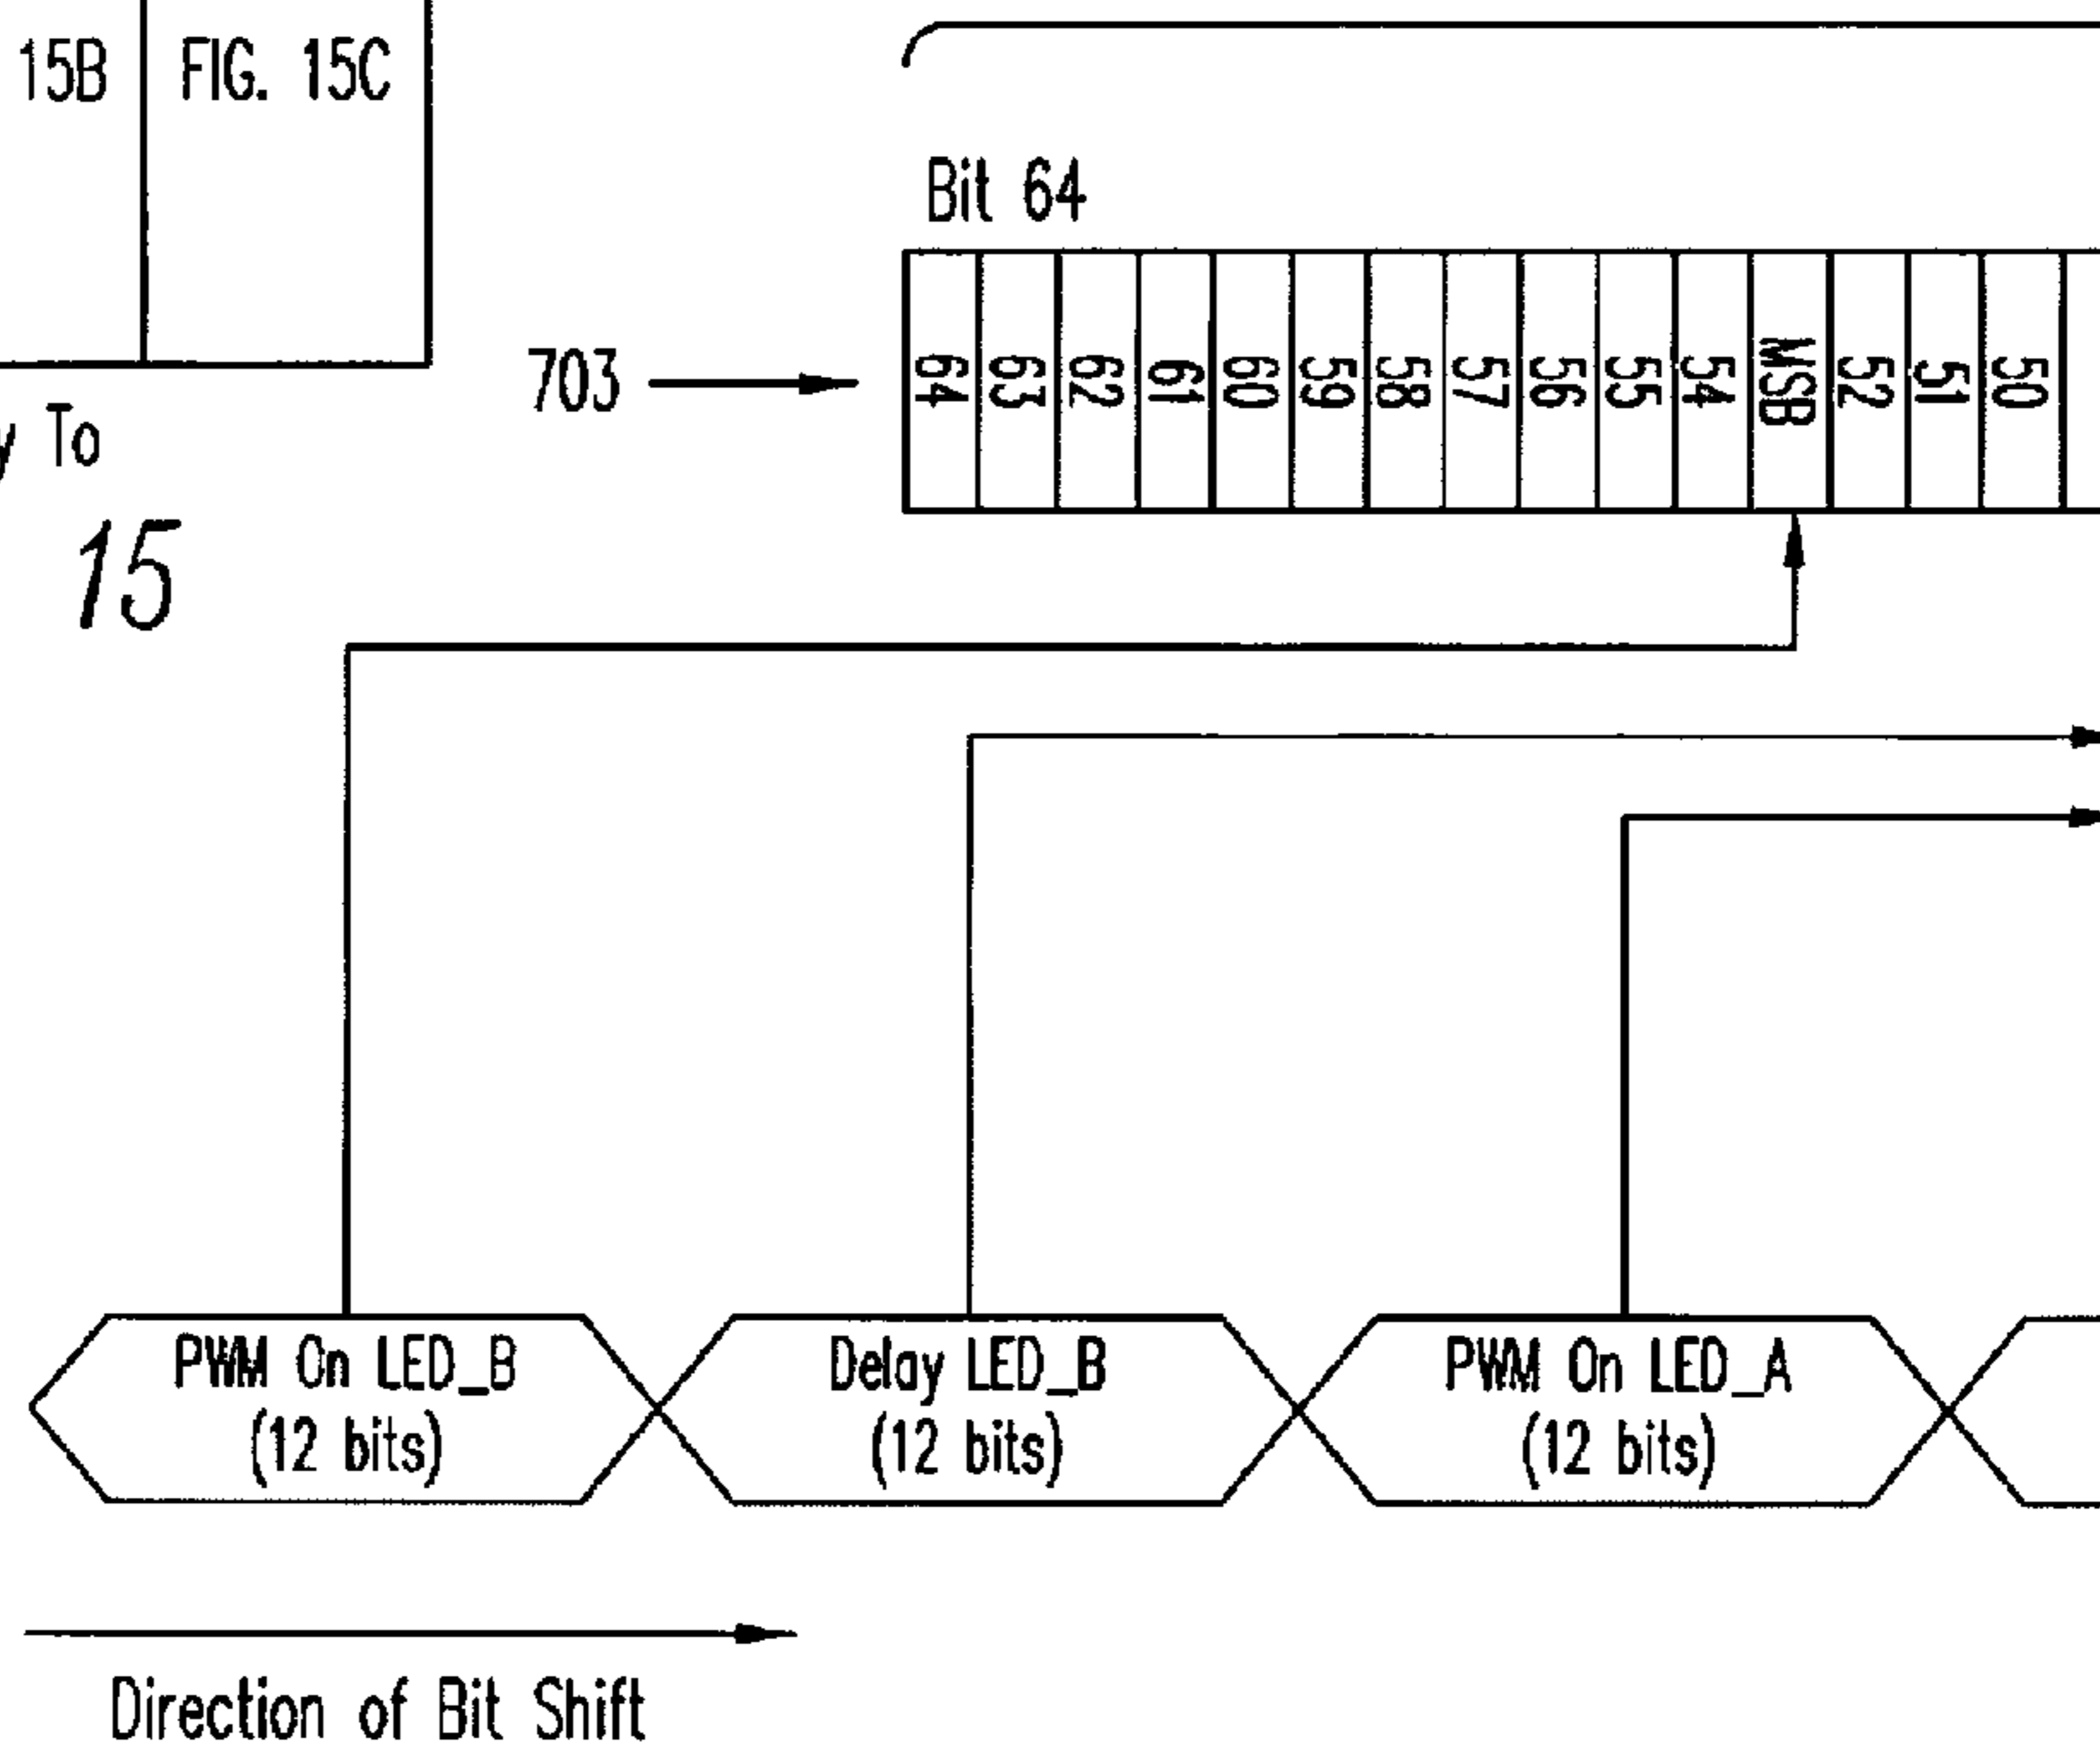 15B
FIG. 15C
To
15
Bit 64
703
64 63 62 61 60 59 58 57 56 55 54 MSB 52 51 50
PWM On LED_B
(12 bits)
Delay LED_B
(12 bits)
PWM On LED_A
(12 bits)
Direction of Bit Shift